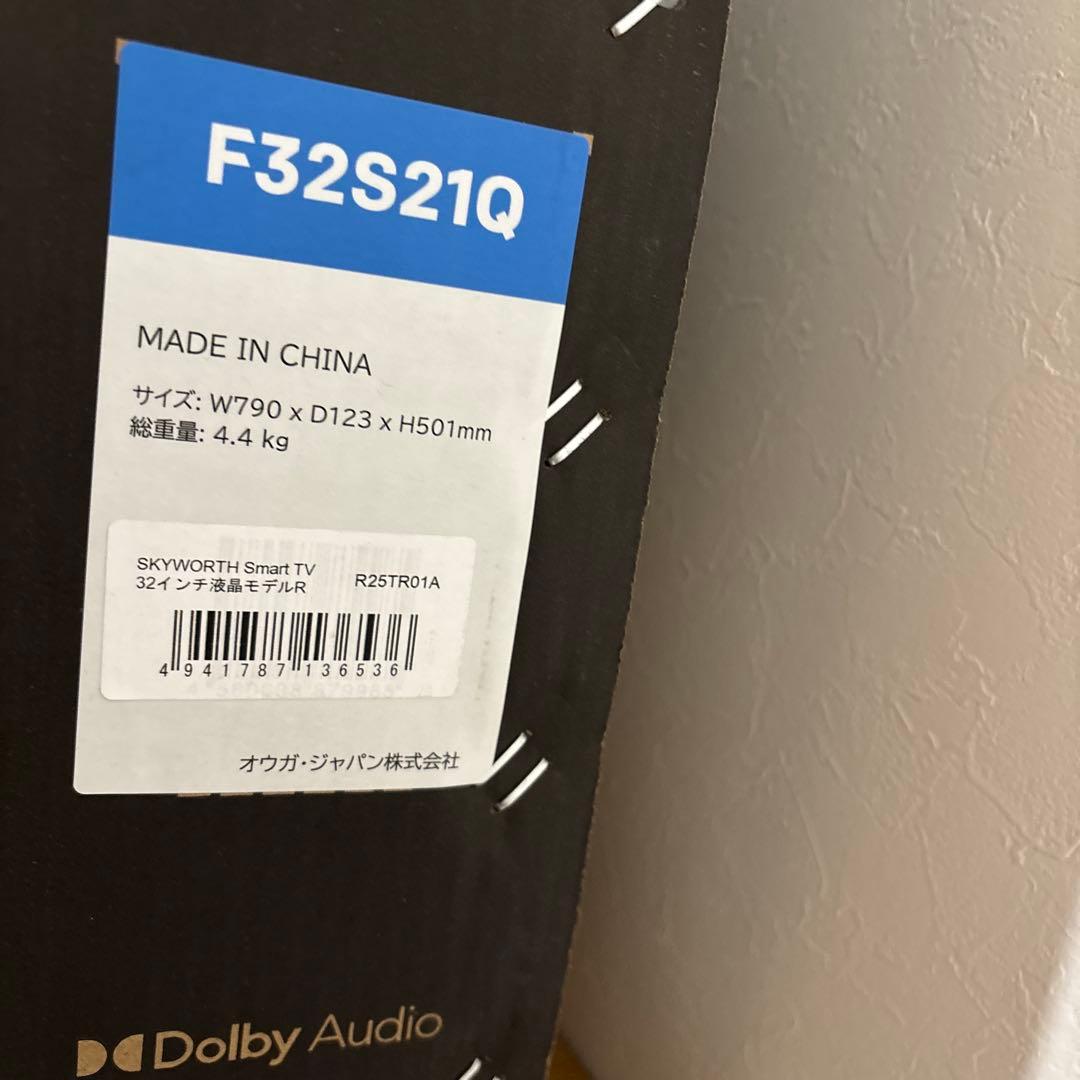 F32S21Q
MADE IN CHINA
サイズ: W790 x D123 x H501mm
総重量: 4.4 kg
SKYWORTH Smart TV
32インチ液晶モデルR R25TR01A
4 941787 136536
オウガ・ジャパン株式会社
Dolby Audio